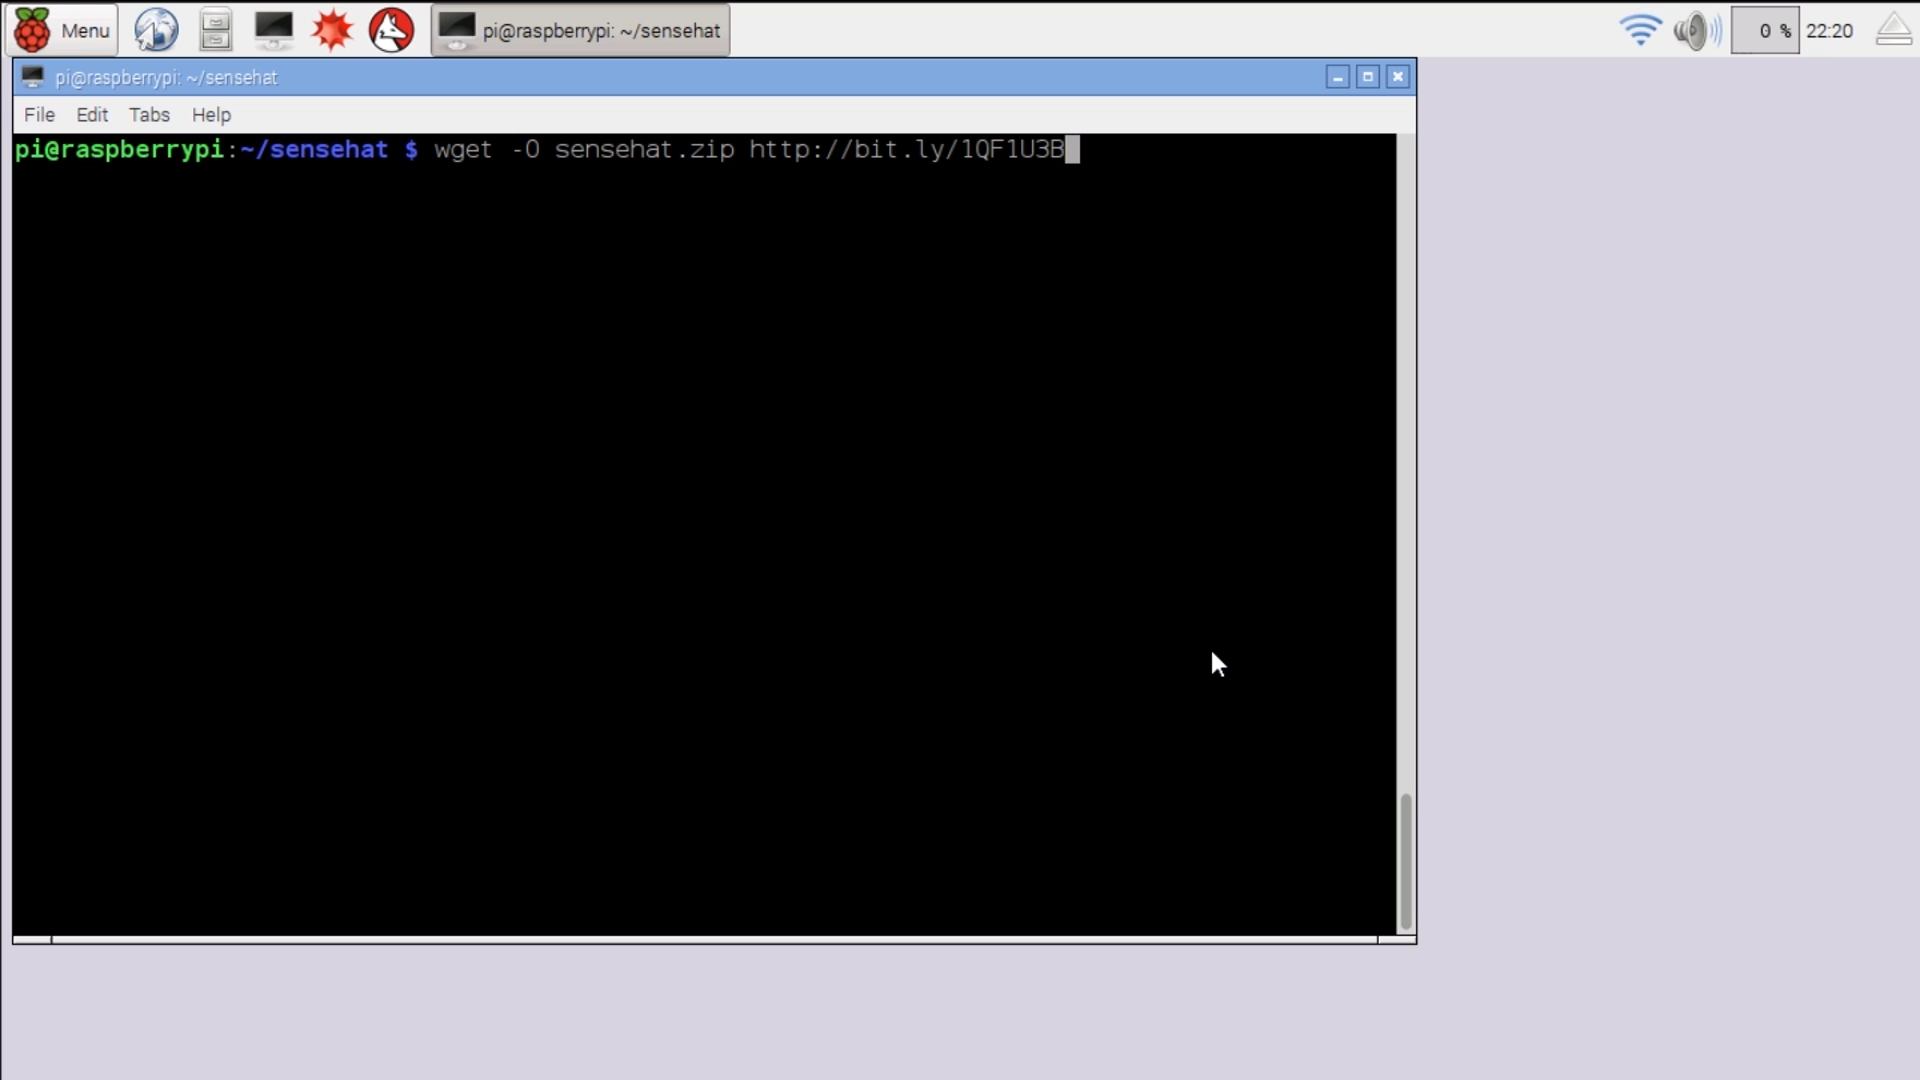 Menu pi@raspberrypi: ~/sensehat 0 % 22:20
pi@raspberrypi: ~/sensehat
File Edit Tabs Help
pi@raspberrypi:~/sensehat $ wget -O sensehat.zip http://bit.ly/1QF1U3B